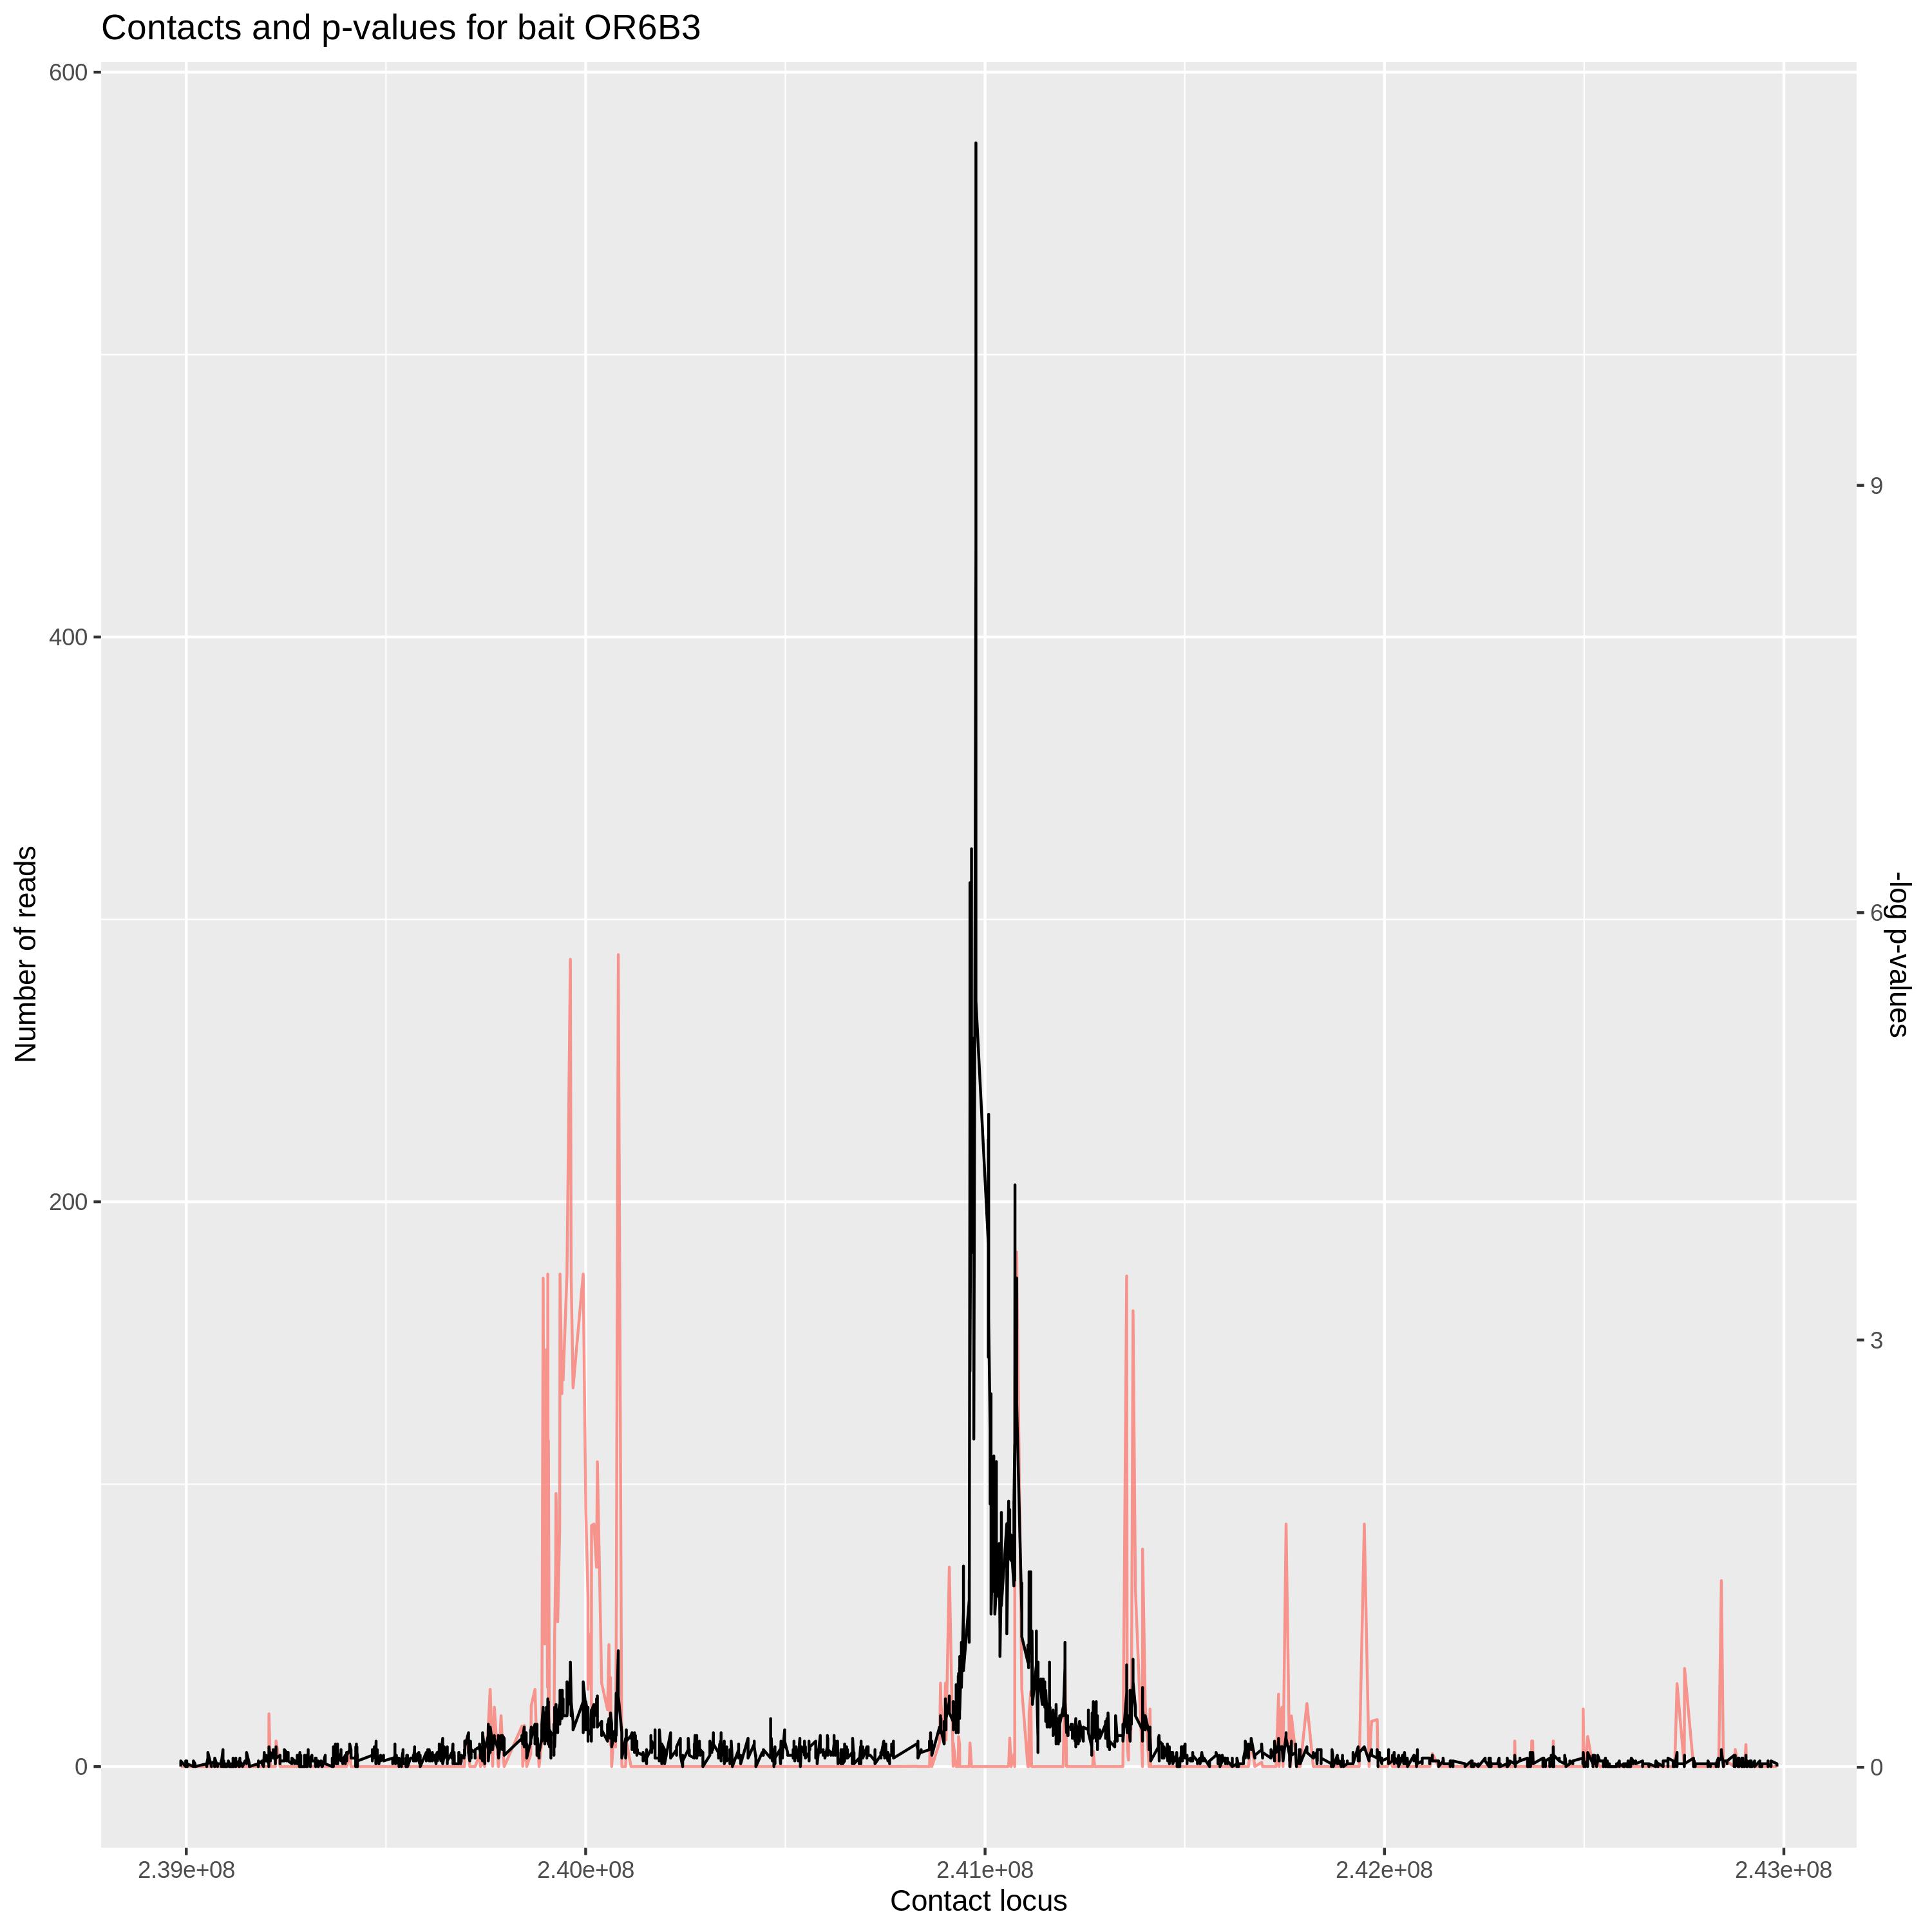 Contacts and p-values for bait OR6B3
600
400
200
0
Number of reads
9
6
3
0
-log p-values
2.39e+08
2.40e+08
2.41e+08
2.42e+08
2.43e+08
Contact locus